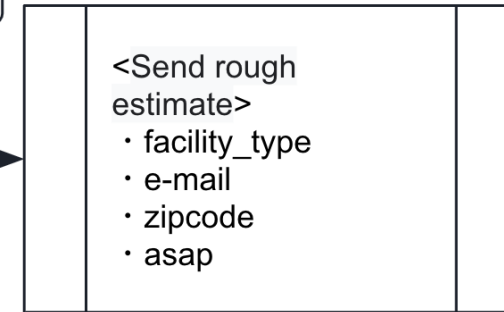 <Send rough
estimate>
・facility_type
・e-mail
・zipcode
・asap